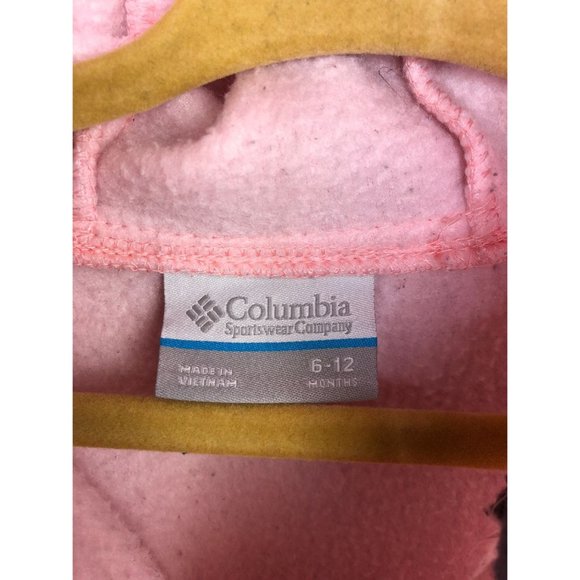 Columbia
Sportswear Company
MADE IN
VIETNAM
6-12
MONTHS